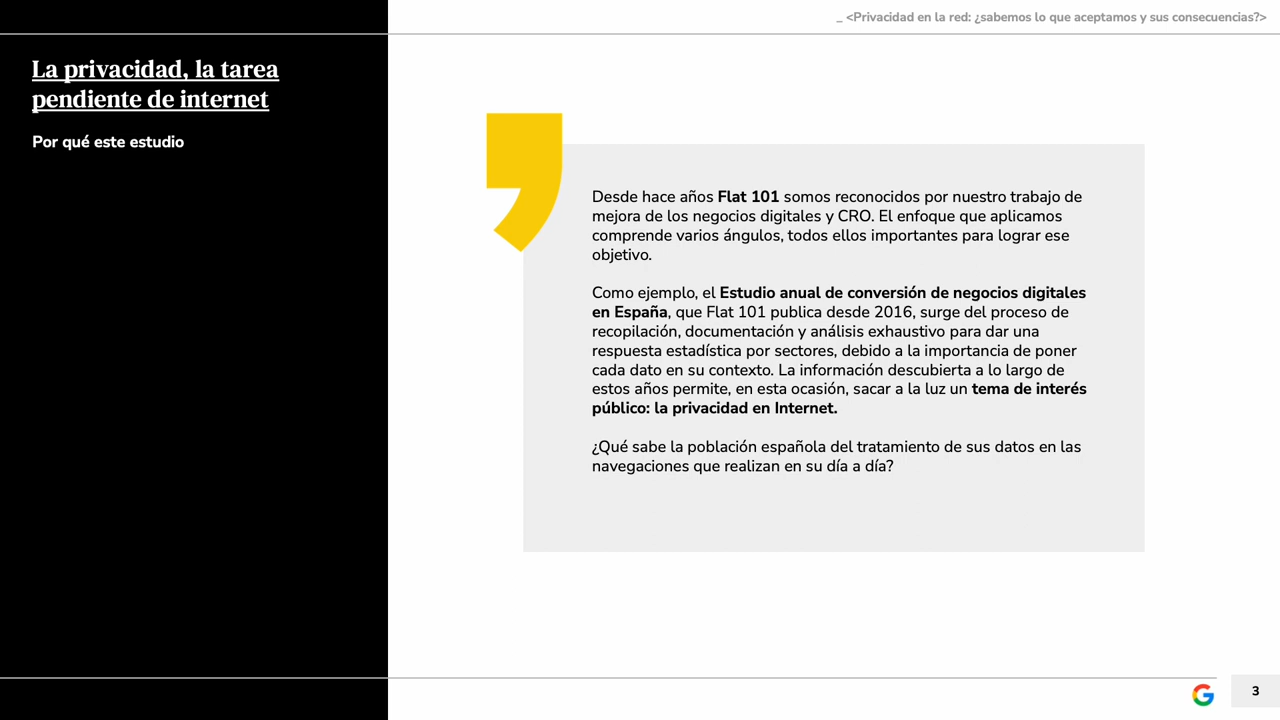 _ <Privacidad en la red: ¿sabemos lo que aceptamos y sus consecuencias?>
La privacidad, la tarea
pendiente de internet
Por qué este estudio
Desde hace años Flat 101 somos reconocidos por nuestro trabajo de
mejora de los negocios digitales y CRO. El enfoque que aplicamos
comprende varios ángulos, todos ellos importantes para lograr ese
objetivo.
Como ejemplo, el Estudio anual de conversión de negocios digitales
en España, que Flat 101 publica desde 2016, surge del proceso de
recopilación, documentación y análisis exhaustivo para dar una
respuesta estadística por sectores, debido a la importancia de poner
cada dato en su contexto. La información descubierta a lo largo de
estos años permite, en esta ocasión, sacar a la luz un tema de interés
público: la privacidad en Internet.
¿Qué sabe la población española del tratamiento de sus datos en las
navegaciones que realizan en su día a día?
3